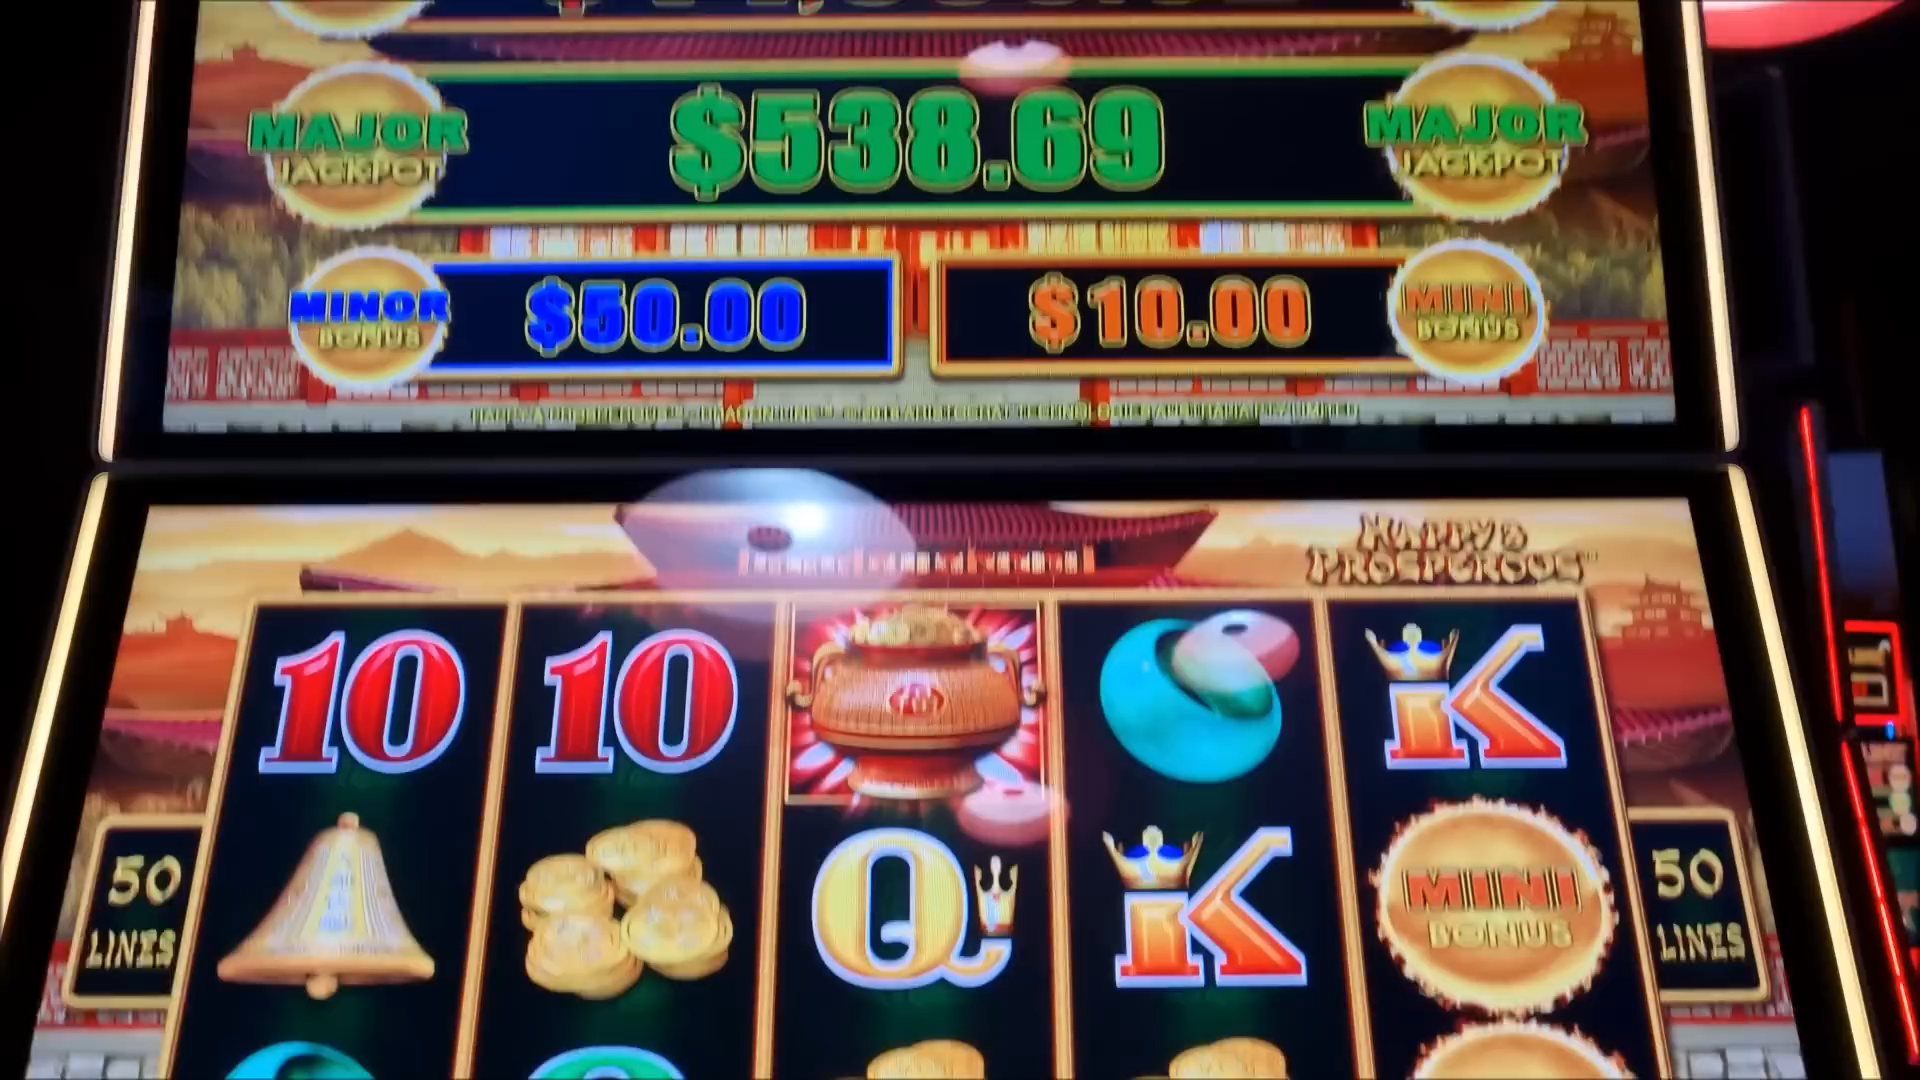 MAJOR
JACKPOT
$538.69
MAJOR
JACKPOT
MINOR
BONUS
$50.00
$10.00
MINI
BONUS
HAPPY &
PROSPEROUS™
10
10
K
50
LINES
Q
K
MINI
BONUS
50
LINES